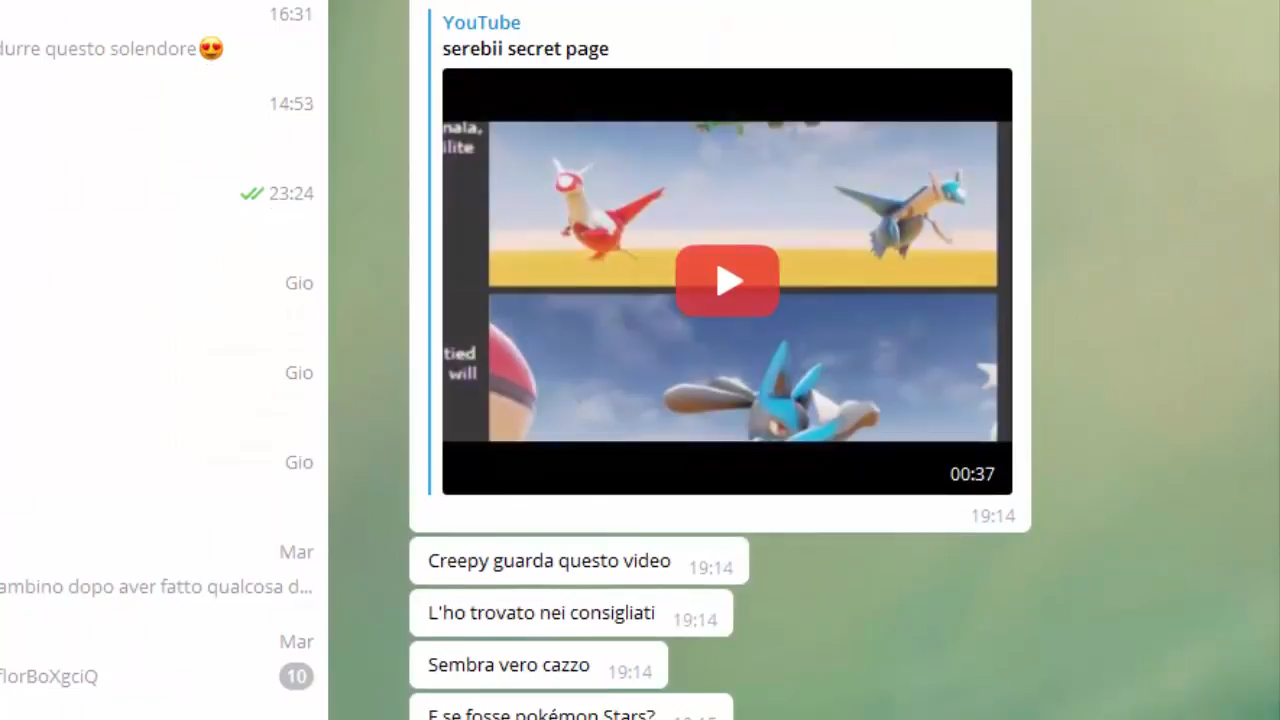 16:31
durre questo solendore😍
14:53
23:24
Gio
Gio
Gio
Mar
ambino dopo aver fatto qualcosa d...
Mar
florBoXgciQ
10
YouTube
serebii secret page
nala,
ilite
tied
will
00:37
19:14
Creepy guarda questo video 19:14
L'ho trovato nei consigliati 19:14
Sembra vero cazzo 19:14
E se fosse pokémon Stars?